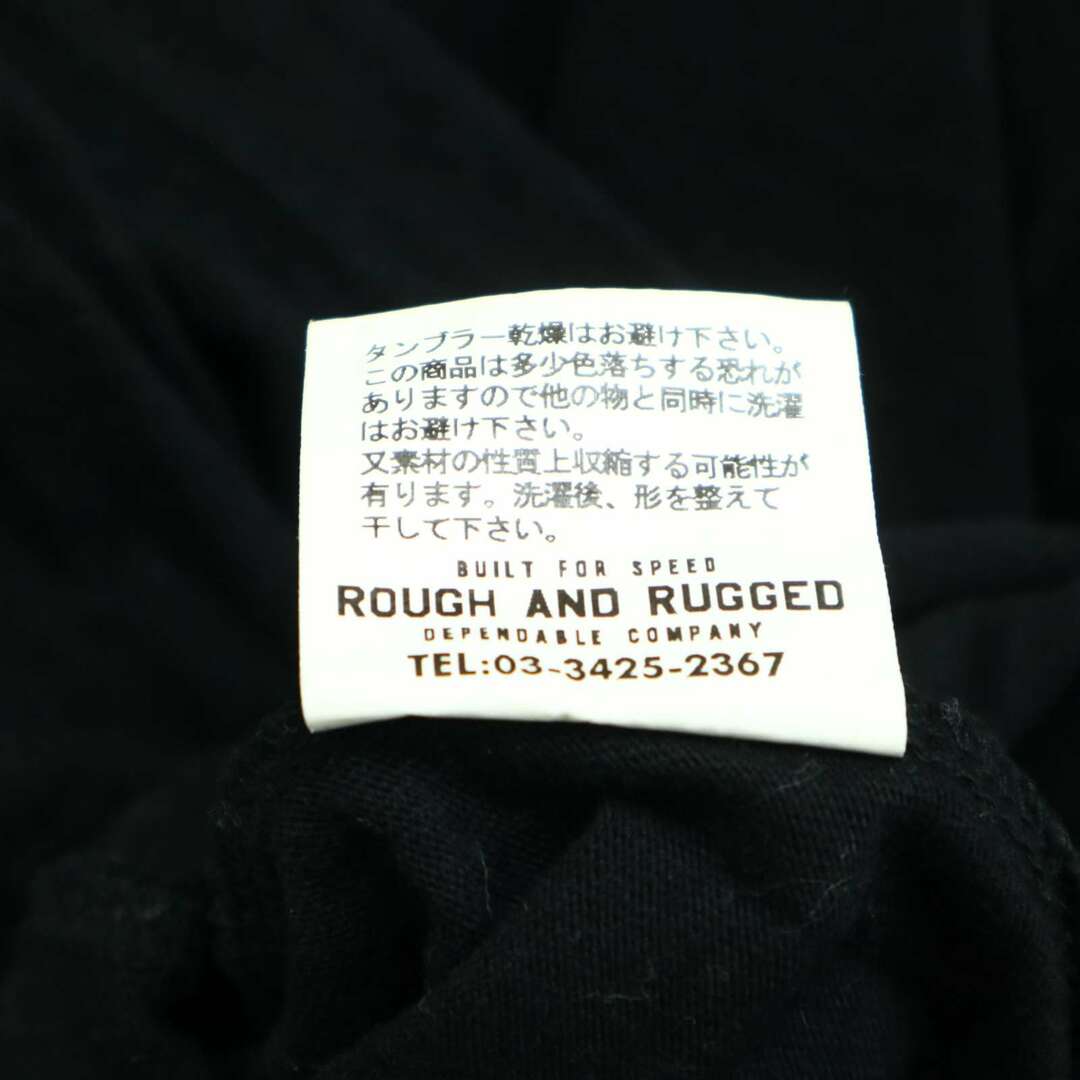 タンブラー乾燥はお避け下さい。
この商品は多少色落ちする恐れが
ありますので他の物と同時に洗濯
はお避け下さい。
又素材の性質上収縮する可能性が
有ります。洗濯後、形を整えて
干して下さい。
BUILT FOR SPEED
ROUGH AND RUGGED
DEPENDABLE COMPANY
TEL:03-3425-2367